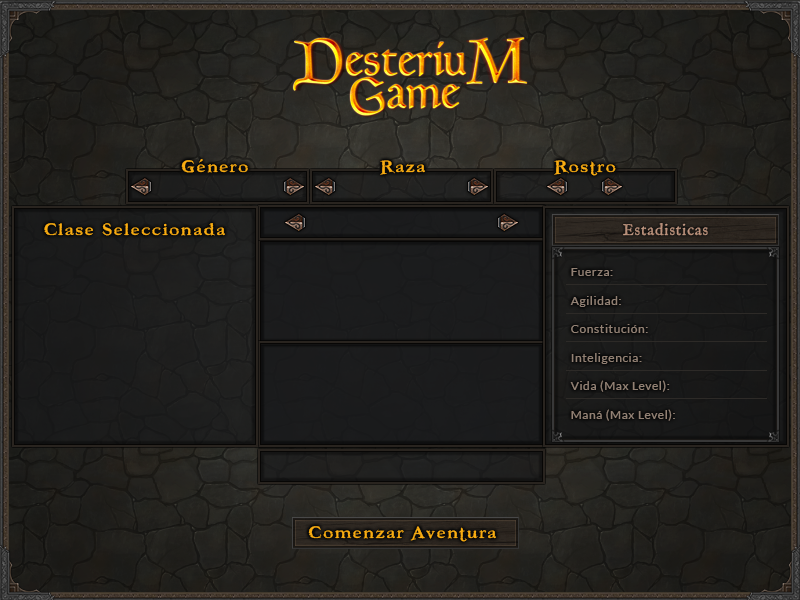 DesteriuM
Game
Género
Raza
Rostro
Clase Seleccionada
Estadisticas
Fuerza:
Agilidad:
Constitución:
Inteligencia:
Vida (Max Level):
Maná (Max Level):
Comenzar Aventura